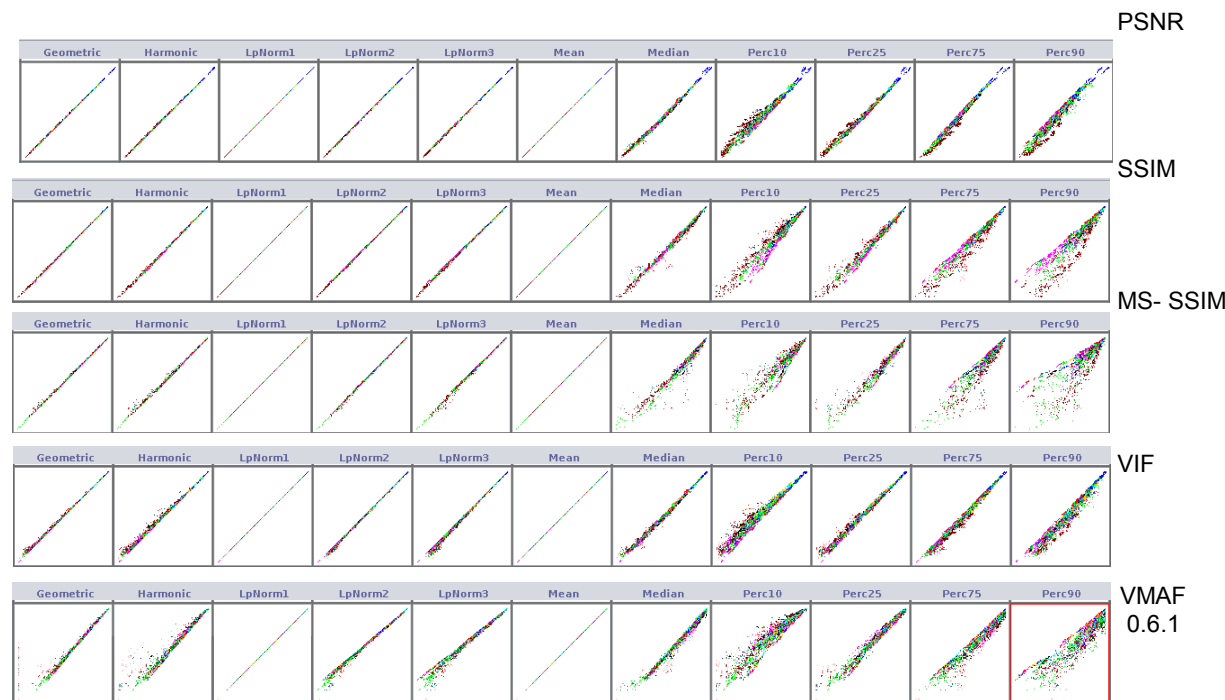 PSNR
Geometric Harmonic LpNorm1 LpNorm2 LpNorm3 Mean Median Perc10 Perc25 Perc75 Perc90
SSIM
Geometric Harmonic LpNorm1 LpNorm2 LpNorm3 Mean Median Perc10 Perc25 Perc75 Perc90
MS- SSIM
Geometric Harmonic LpNorm1 LpNorm2 LpNorm3 Mean Median Perc10 Perc25 Perc75 Perc90
VIF
Geometric Harmonic LpNorm1 LpNorm2 LpNorm3 Mean Median Perc10 Perc25 Perc75 Perc90
VMAF
0.6.1
Geometric Harmonic LpNorm1 LpNorm2 LpNorm3 Mean Median Perc10 Perc25 Perc75 Perc90